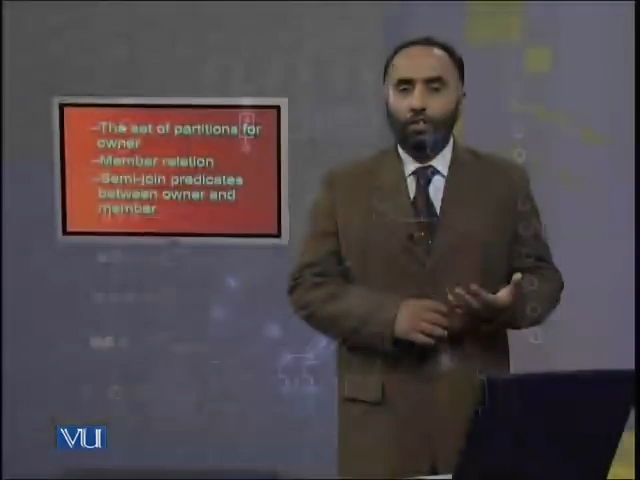 –The set of partitions for
owner
–Member relation
–Semi-join predicates
between owner and
member
VU